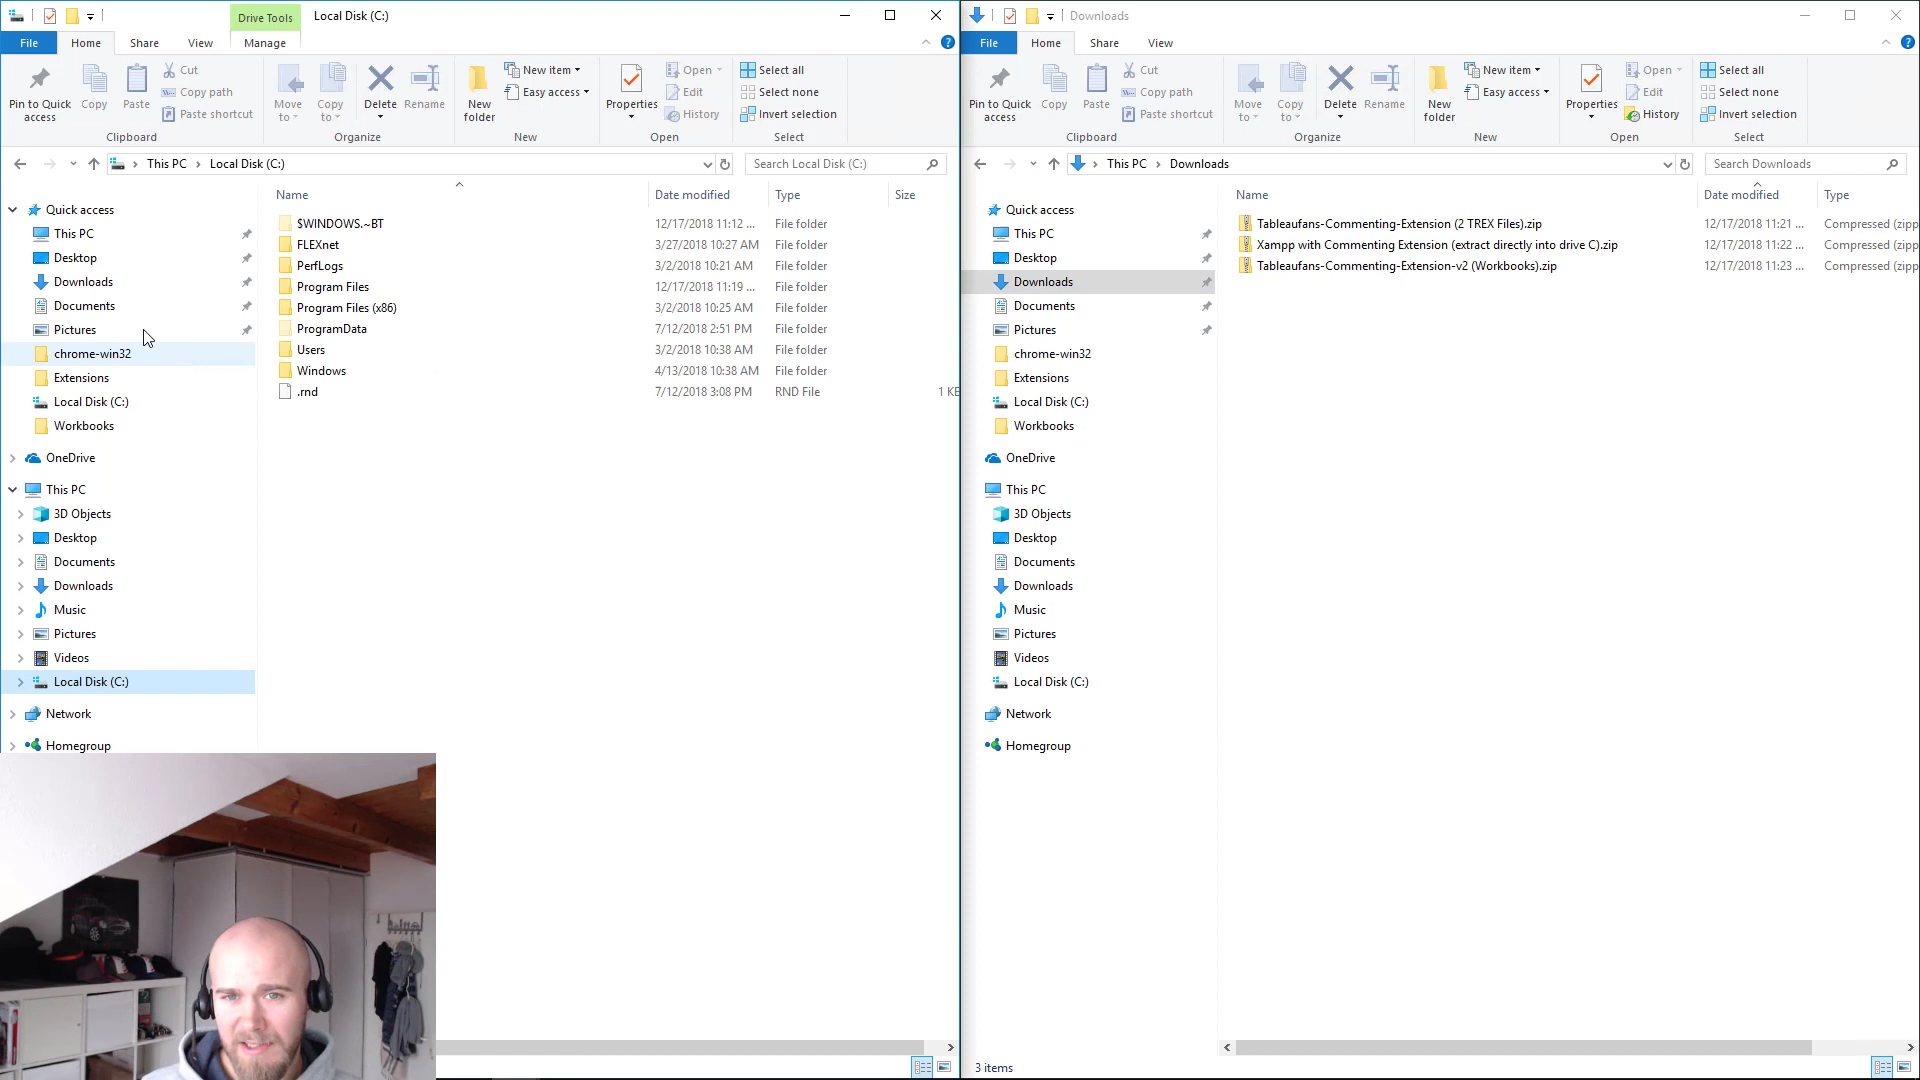 Drive Tools
Local Disk (C:)
File
Home
Share
View
Manage
Pin to Quick access
Copy
Paste
Cut
Copy path
Paste shortcut
Clipboard
Move to
Copy to
Delete
Rename
Organize
New folder
New item
Easy access
New
Properties
Open
Edit
History
Open
Select all
Select none
Invert selection
Select
This PC
Local Disk (C:)
Search Local Disk (C:)
Quick access
This PC
Desktop
Downloads
Documents
Pictures
chrome-win32
Extensions
Local Disk (C:)
Workbooks
OneDrive
This PC
3D Objects
Desktop
Documents
Downloads
Music
Pictures
Videos
Local Disk (C:)
Network
Homegroup
Name Date modified Type Size
$WINDOWS.~BT 12/17/2018 11:12 ... File folder
FLEXnet 3/27/2018 10:27 AM File folder
PerfLogs 3/2/2018 10:21 AM File folder
Program Files 12/17/2018 11:19 ... File folder
Program Files (x86) 3/2/2018 10:25 AM File folder
ProgramData 7/12/2018 2:51 PM File folder
Users 3/2/2018 10:38 AM File folder
Windows 4/13/2018 10:38 AM File folder
.rnd 7/12/2018 3:08 PM RND File 1 KB
Downloads
File
Home
Share
View
Pin to Quick access
Copy
Paste
Cut
Copy path
Paste shortcut
Clipboard
Move to
Copy to
Delete
Rename
Organize
New folder
New item
Easy access
New
Properties
Open
Edit
History
Open
Select all
Select none
Invert selection
Select
This PC
Downloads
Search Downloads
Quick access
This PC
Desktop
Downloads
Documents
Pictures
chrome-win32
Extensions
Local Disk (C:)
Workbooks
OneDrive
This PC
3D Objects
Desktop
Documents
Downloads
Music
Pictures
Videos
Local Disk (C:)
Network
Homegroup
Name Date modified Type
Tableaufans-Commenting-Extension (2 TREX Files).zip 12/17/2018 11:21 ... Compressed (zipp
Xampp with Commenting Extension (extract directly into drive C).zip 12/17/2018 11:22 ... Compressed (zipp
Tableaufans-Commenting-Extension-v2 (Workbooks).zip 12/17/2018 11:23 ... Compressed (zipp
3 items